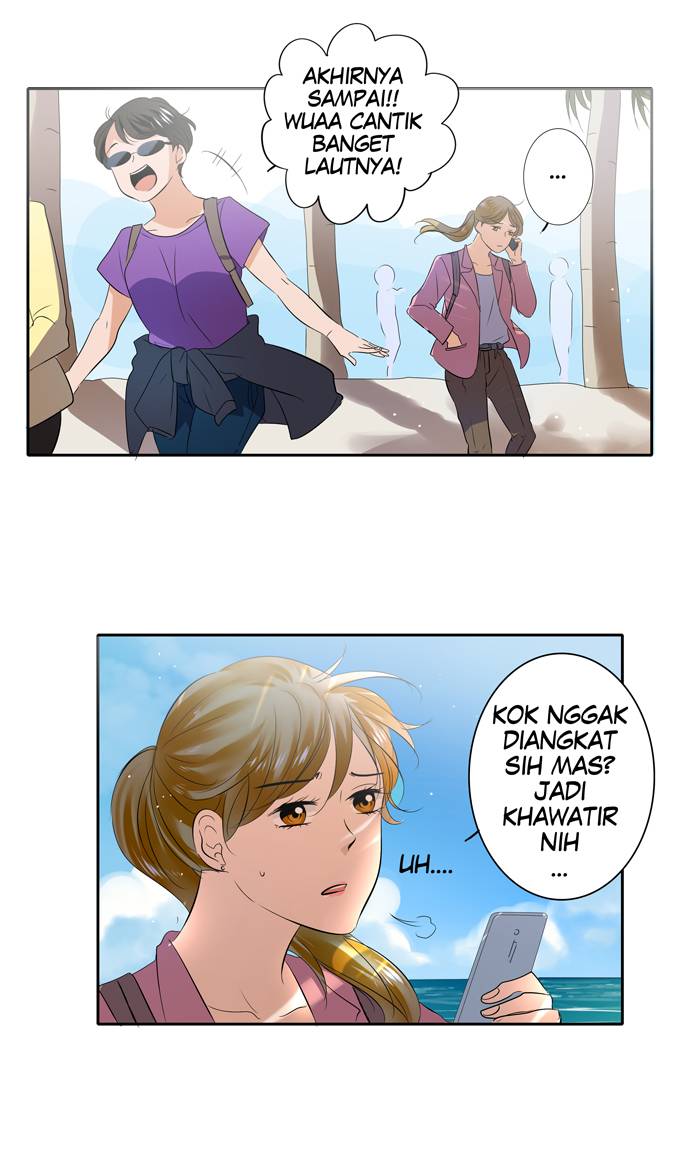 AKHIRNYA
SAMPAI!!
WUAA CANTIK
BANGET
LAUTNYA!
...
KOK NGGAK
DIANGKAT
SIH MAS?
JADI
KHAWATIR
NIH
...
UH....